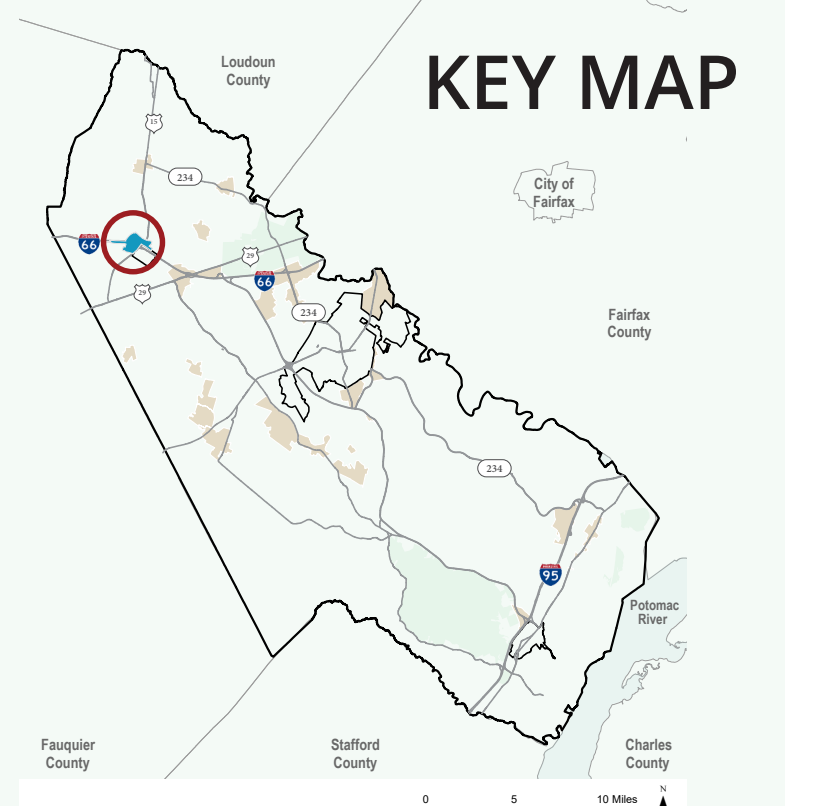 KEY MAP
Loudoun
County
15
234
City of
Fairfax
66
29
66
29
234
Fairfax
County
234
95
Potomac
River
Fauquier
County
Stafford
County
Charles
County
0 5 10 Miles
N